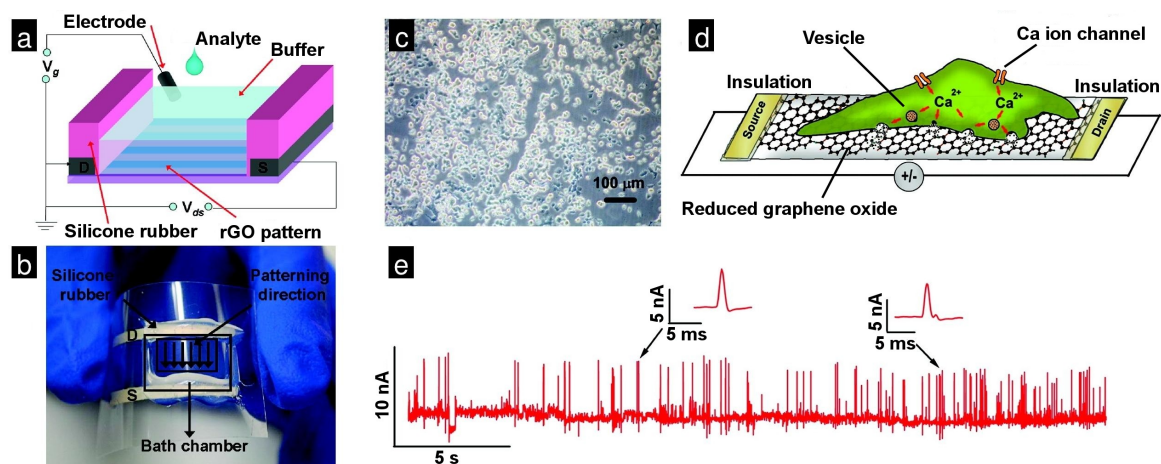 a
Electrode
Analyte
Buffer
Vg
D
S
Vds
Silicone rubber
rGO pattern
b
Silicone rubber
Patterning direction
D
S
Bath chamber
c
100 µm
d
Vesicle
Ca ion channel
Insulation
Insulation
Source
Ca2+
Ca2+
Drain
+/-
Reduced graphene oxide
e
5 nA
5 ms
5 nA
5 ms
10 nA
5 s